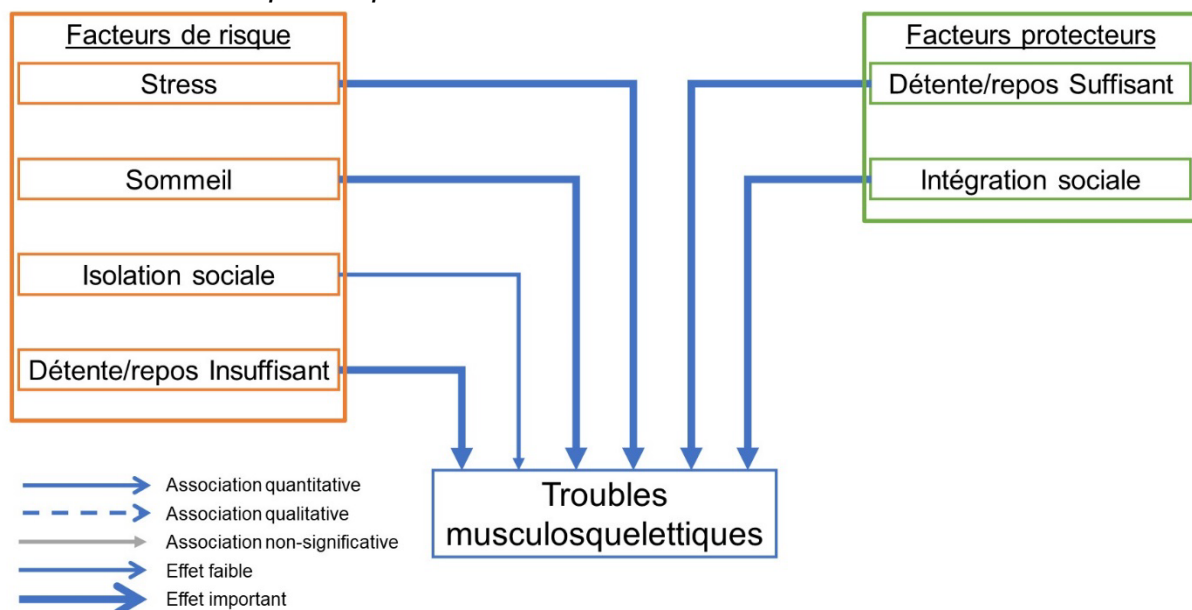 Facteurs de risque
Stress
Sommeil
Isolation sociale
Détente/repos Insuffisant
Facteurs protecteurs
Détente/repos Suffisant
Intégration sociale
Troubles
musculosquelettiques
Association quantitative
Association qualitative
Association non-significative
Effet faible
Effet important